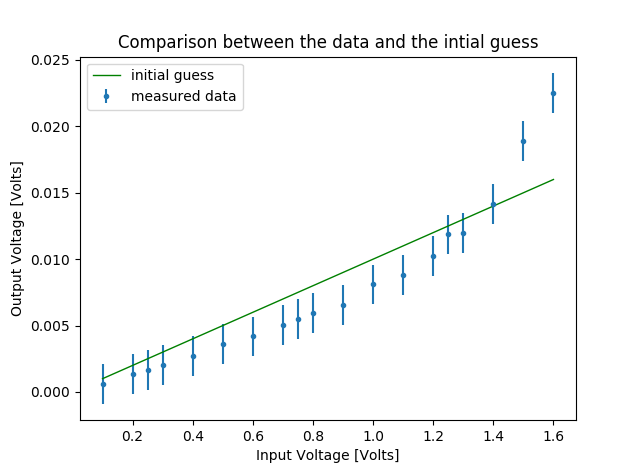 Comparison between the data and the intial guess
initial guess
measured data
Output Voltage [Volts]
0.025
0.020
0.015
0.010
0.005
0.000
0.2 0.4 0.6 0.8 1.0 1.2 1.4 1.6
Input Voltage [Volts]